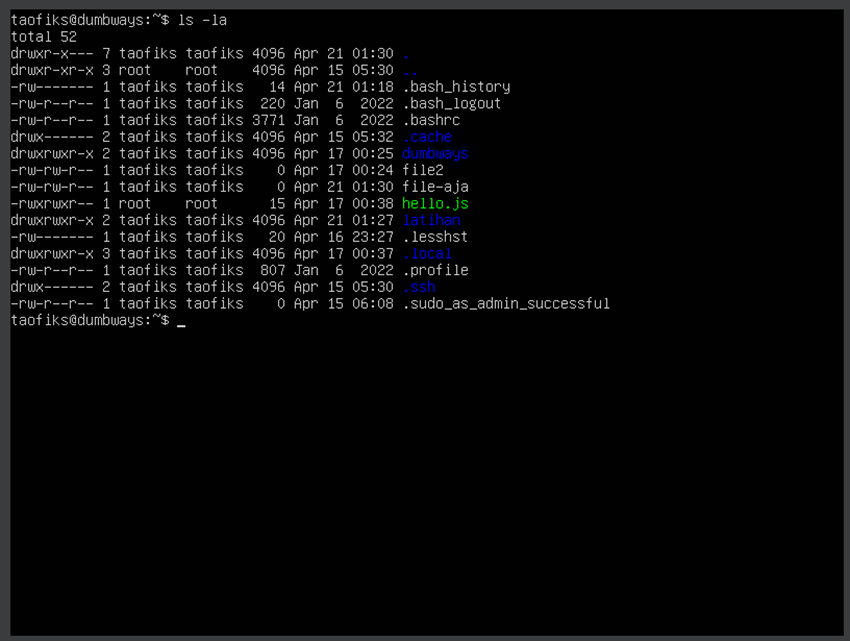 taofiks@dumbways:~$ ls -la
total 52
drwxr-x--- 7 taofiks taofiks 4096 Apr 21 01:30 .
drwxr-xr-x 3 root    root    4096 Apr 15 05:30 ..
-rw------- 1 taofiks taofiks   14 Apr 21 01:18 .bash_history
-rw-r--r-- 1 taofiks taofiks  220 Jan  6  2022 .bash_logout
-rw-r--r-- 1 taofiks taofiks 3771 Jan  6  2022 .bashrc
drwx------ 2 taofiks taofiks 4096 Apr 15 05:32 .cache
drwxrwxr-x 2 taofiks taofiks 4096 Apr 17 00:25 dumbways
-rw-rw-r-- 1 taofiks taofiks    0 Apr 17 00:24 file2
-rw-rw-r-- 1 taofiks taofiks    0 Apr 21 01:30 file-aja
-rwxrwxr-- 1 root    root      15 Apr 17 00:38 hello.js
drwxrwxr-x 2 taofiks taofiks 4096 Apr 21 01:27 latihan
-rw------- 1 taofiks taofiks   20 Apr 16 23:27 .lesshst
drwxrwxr-x 3 taofiks taofiks 4096 Apr 17 00:37 .local
-rw-r--r-- 1 taofiks taofiks  807 Jan  6  2022 .profile
drwx------ 2 taofiks taofiks 4096 Apr 15 05:30 .ssh
-rw-r--r-- 1 taofiks taofiks    0 Apr 15 06:08 .sudo_as_admin_successful
taofiks@dumbways:~$ _